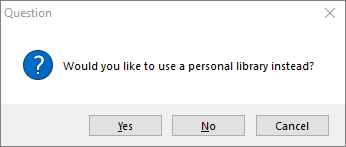 Question
Would you like to use a personal library instead?
Yes No Cancel